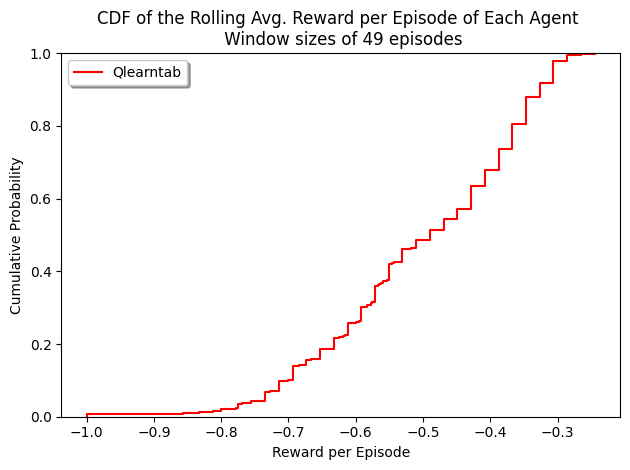 CDF of the Rolling Avg. Reward per Episode of Each Agent
Window sizes of 49 episodes
Qlearntab
1.0
0.8
0.6
0.4
0.2
0.0
Cumulative Probability
−1.0 −0.9 −0.8 −0.7 −0.6 −0.5 −0.4 −0.3
Reward per Episode